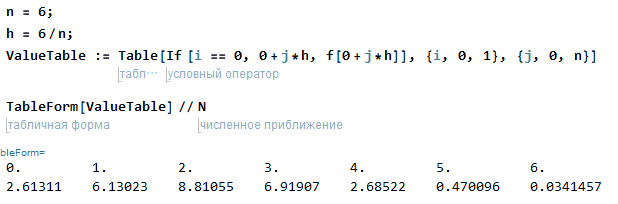 n = 6;
h = 6/n;
ValueTable := Table[If [i == 0, 0+j*h, f[0+j*h]], {i, 0, 1}, {j, 0, n}]
табл⋯ условный оператор
TableForm[ValueTable] // N
табличная форма численное приближение
bleForm=
0. 1. 2. 3. 4. 5. 6.
2.61311 6.13023 8.81055 6.91907 2.68522 0.470096 0.0341457